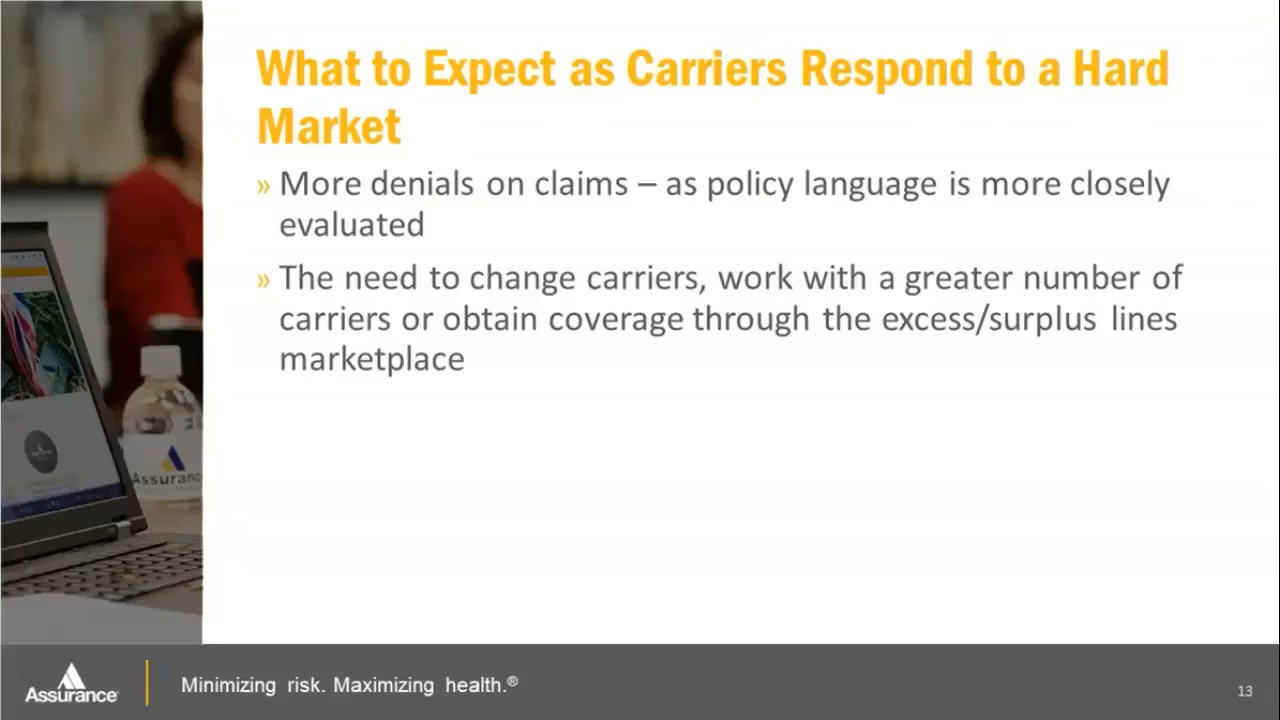 What to Expect as Carriers Respond to a Hard
Market
» More denials on claims – as policy language is more closely
evaluated
» The need to change carriers, work with a greater number of
carriers or obtain coverage through the excess/surplus lines
marketplace
Assurance
Minimizing risk. Maximizing health.®
13